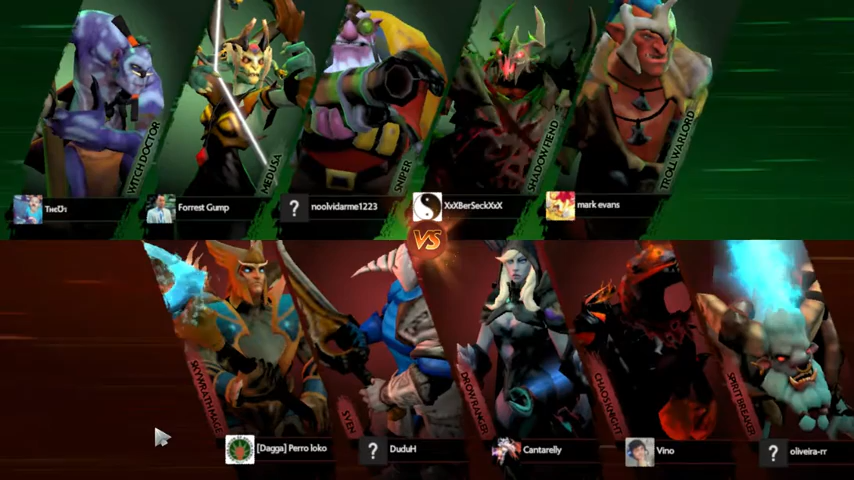 WITCH DOCTOR
MEDUSA
SNIPER
SHADOW FIEND
TROLL WARLORD
Forrest Gump
noolvidarme1223
XxXBerSeckXxX
mark evans
VS
SKYWRATH MAGE
SVEN
DROW RANGER
CHAOS KNIGHT
SPIRIT BREAKER
[Dagga] Perro loko
DuduH
Cantarelly
Vino
oliveira-rr